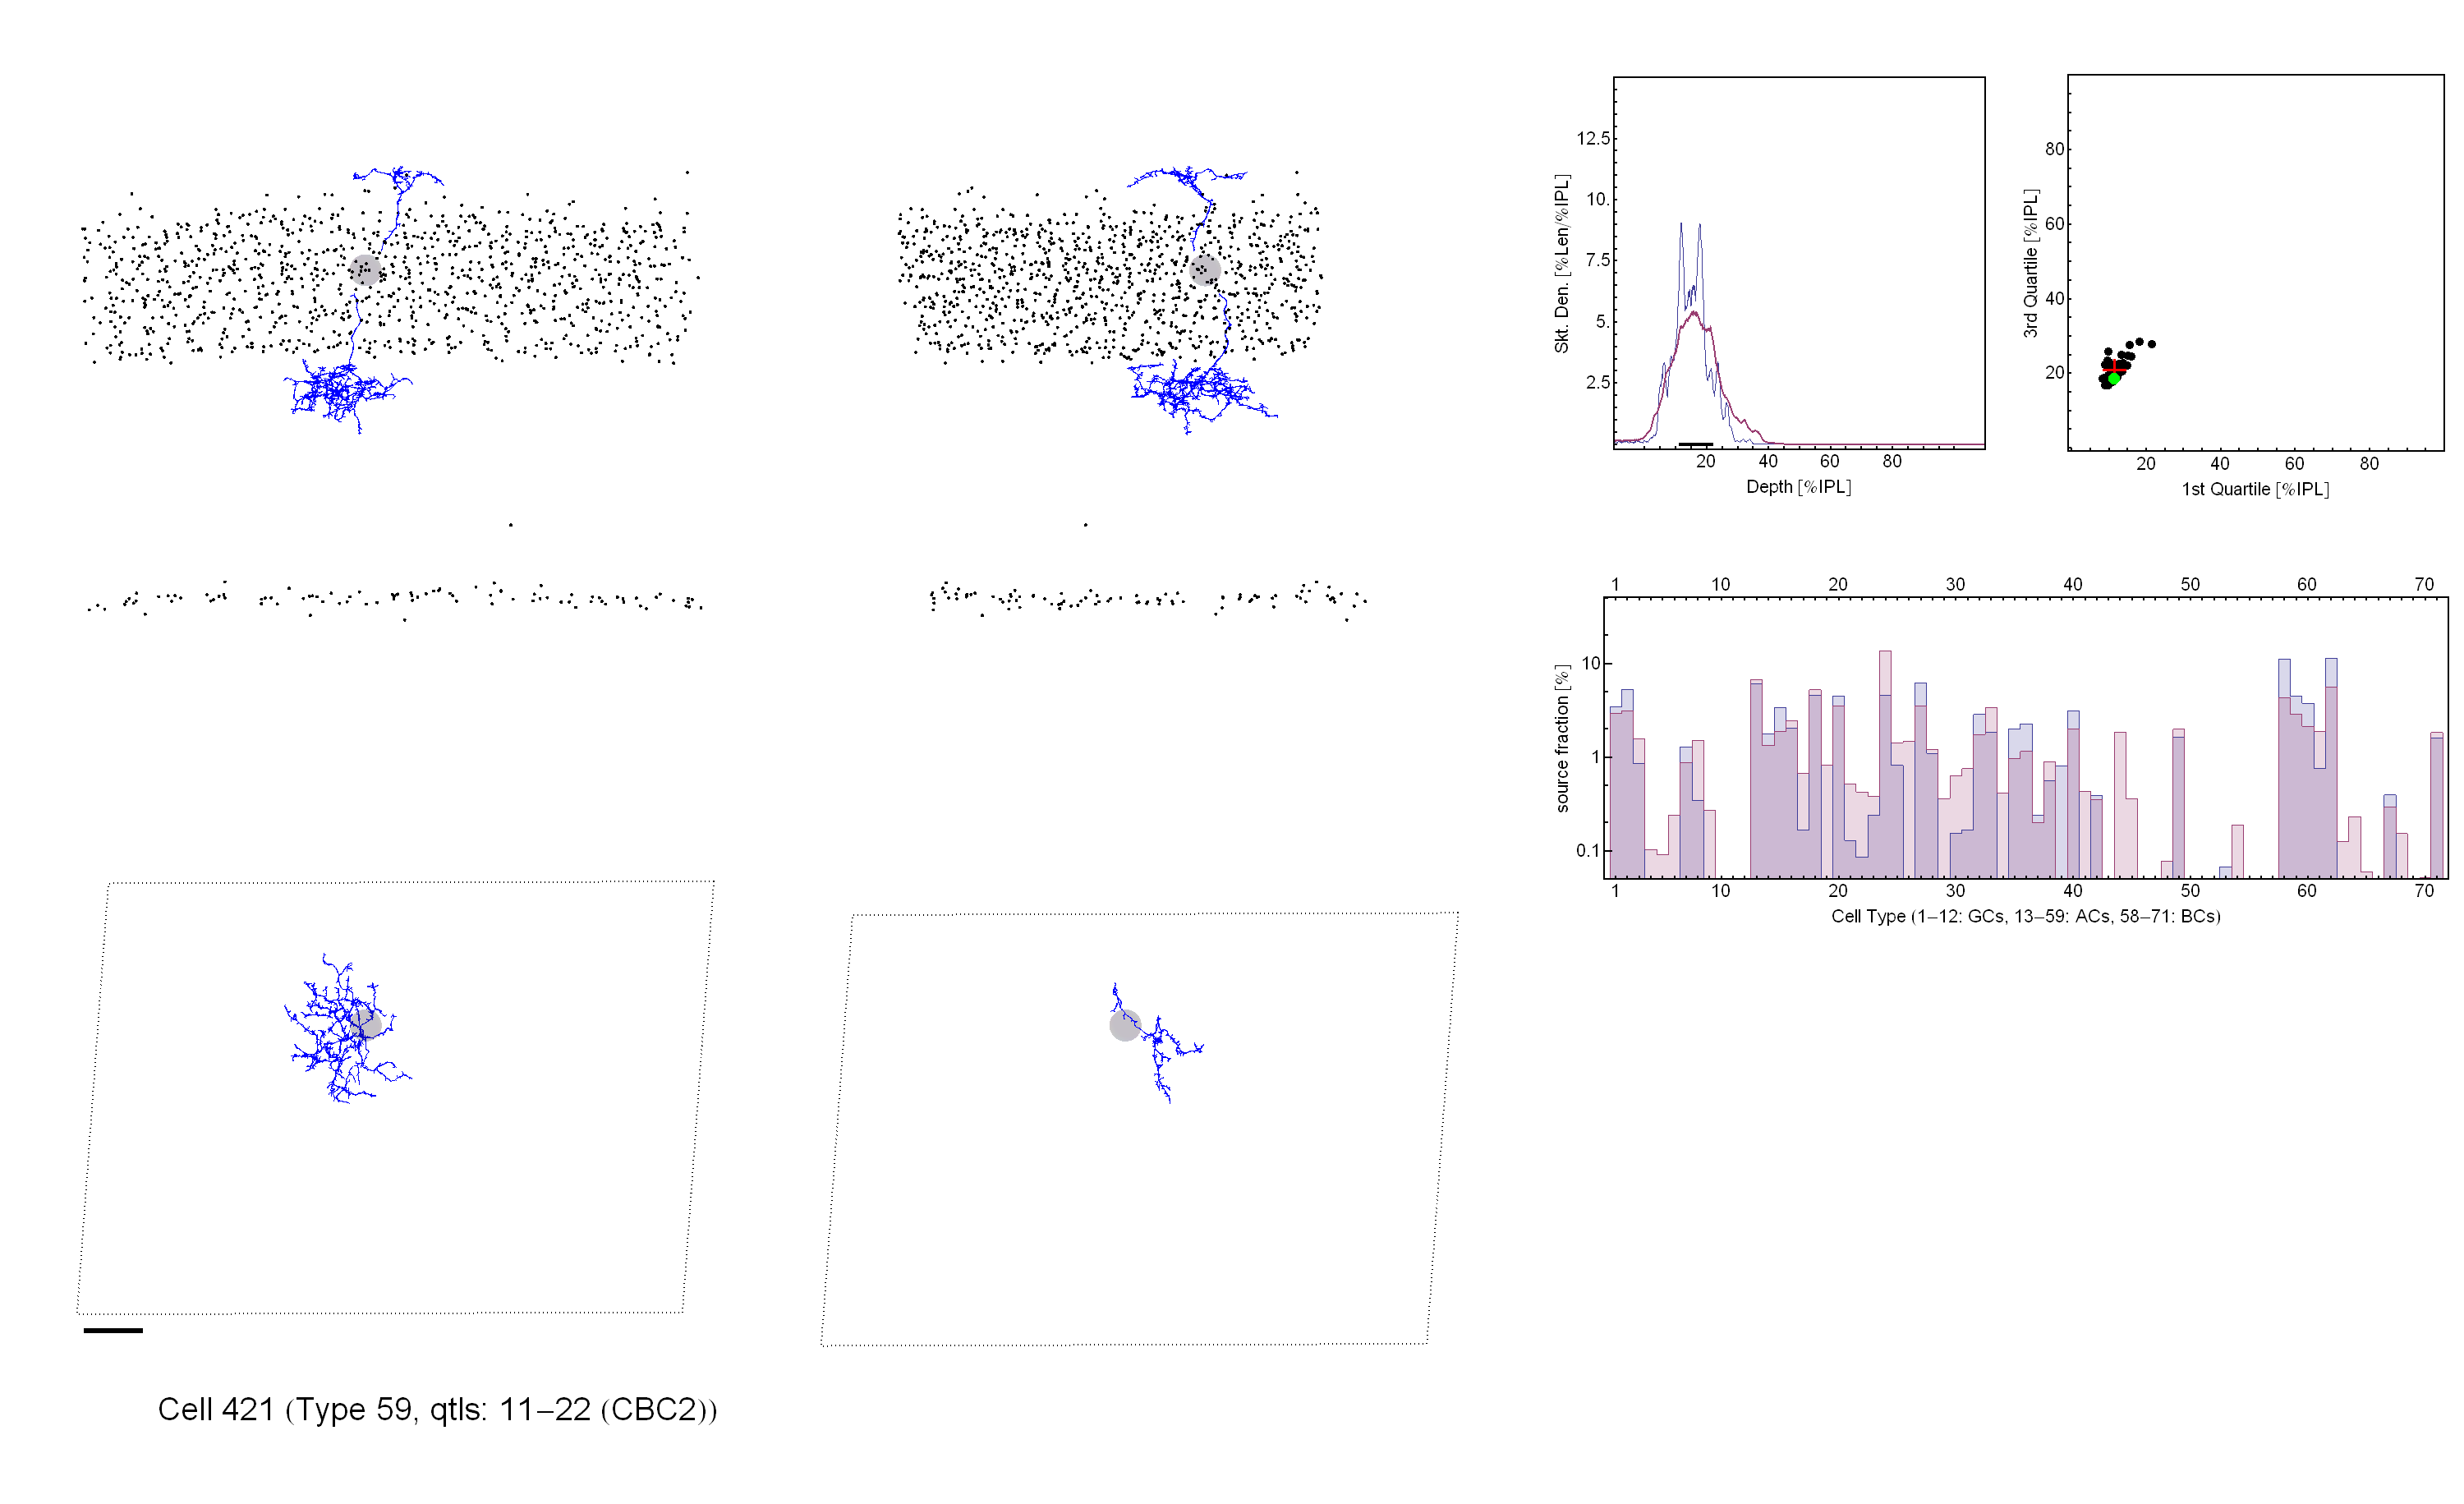 12.5
10.
7.5
5.
2.5
Skt. Den. [%Len/%IPL]
20 40 60 80
Depth [%IPL]
80
60
40
20
3rd Quartile [%IPL]
20 40 60 80
1st Quartile [%IPL]
1 10 20 30 40 50 60 70
10
1
0.1
source fraction [%]
1 10 20 30 40 50 60 70
Cell Type (1–12: GCs, 13–59: ACs, 58–71: BCs)
Cell 421 (Type 59, qtls: 11–22 (CBC2))